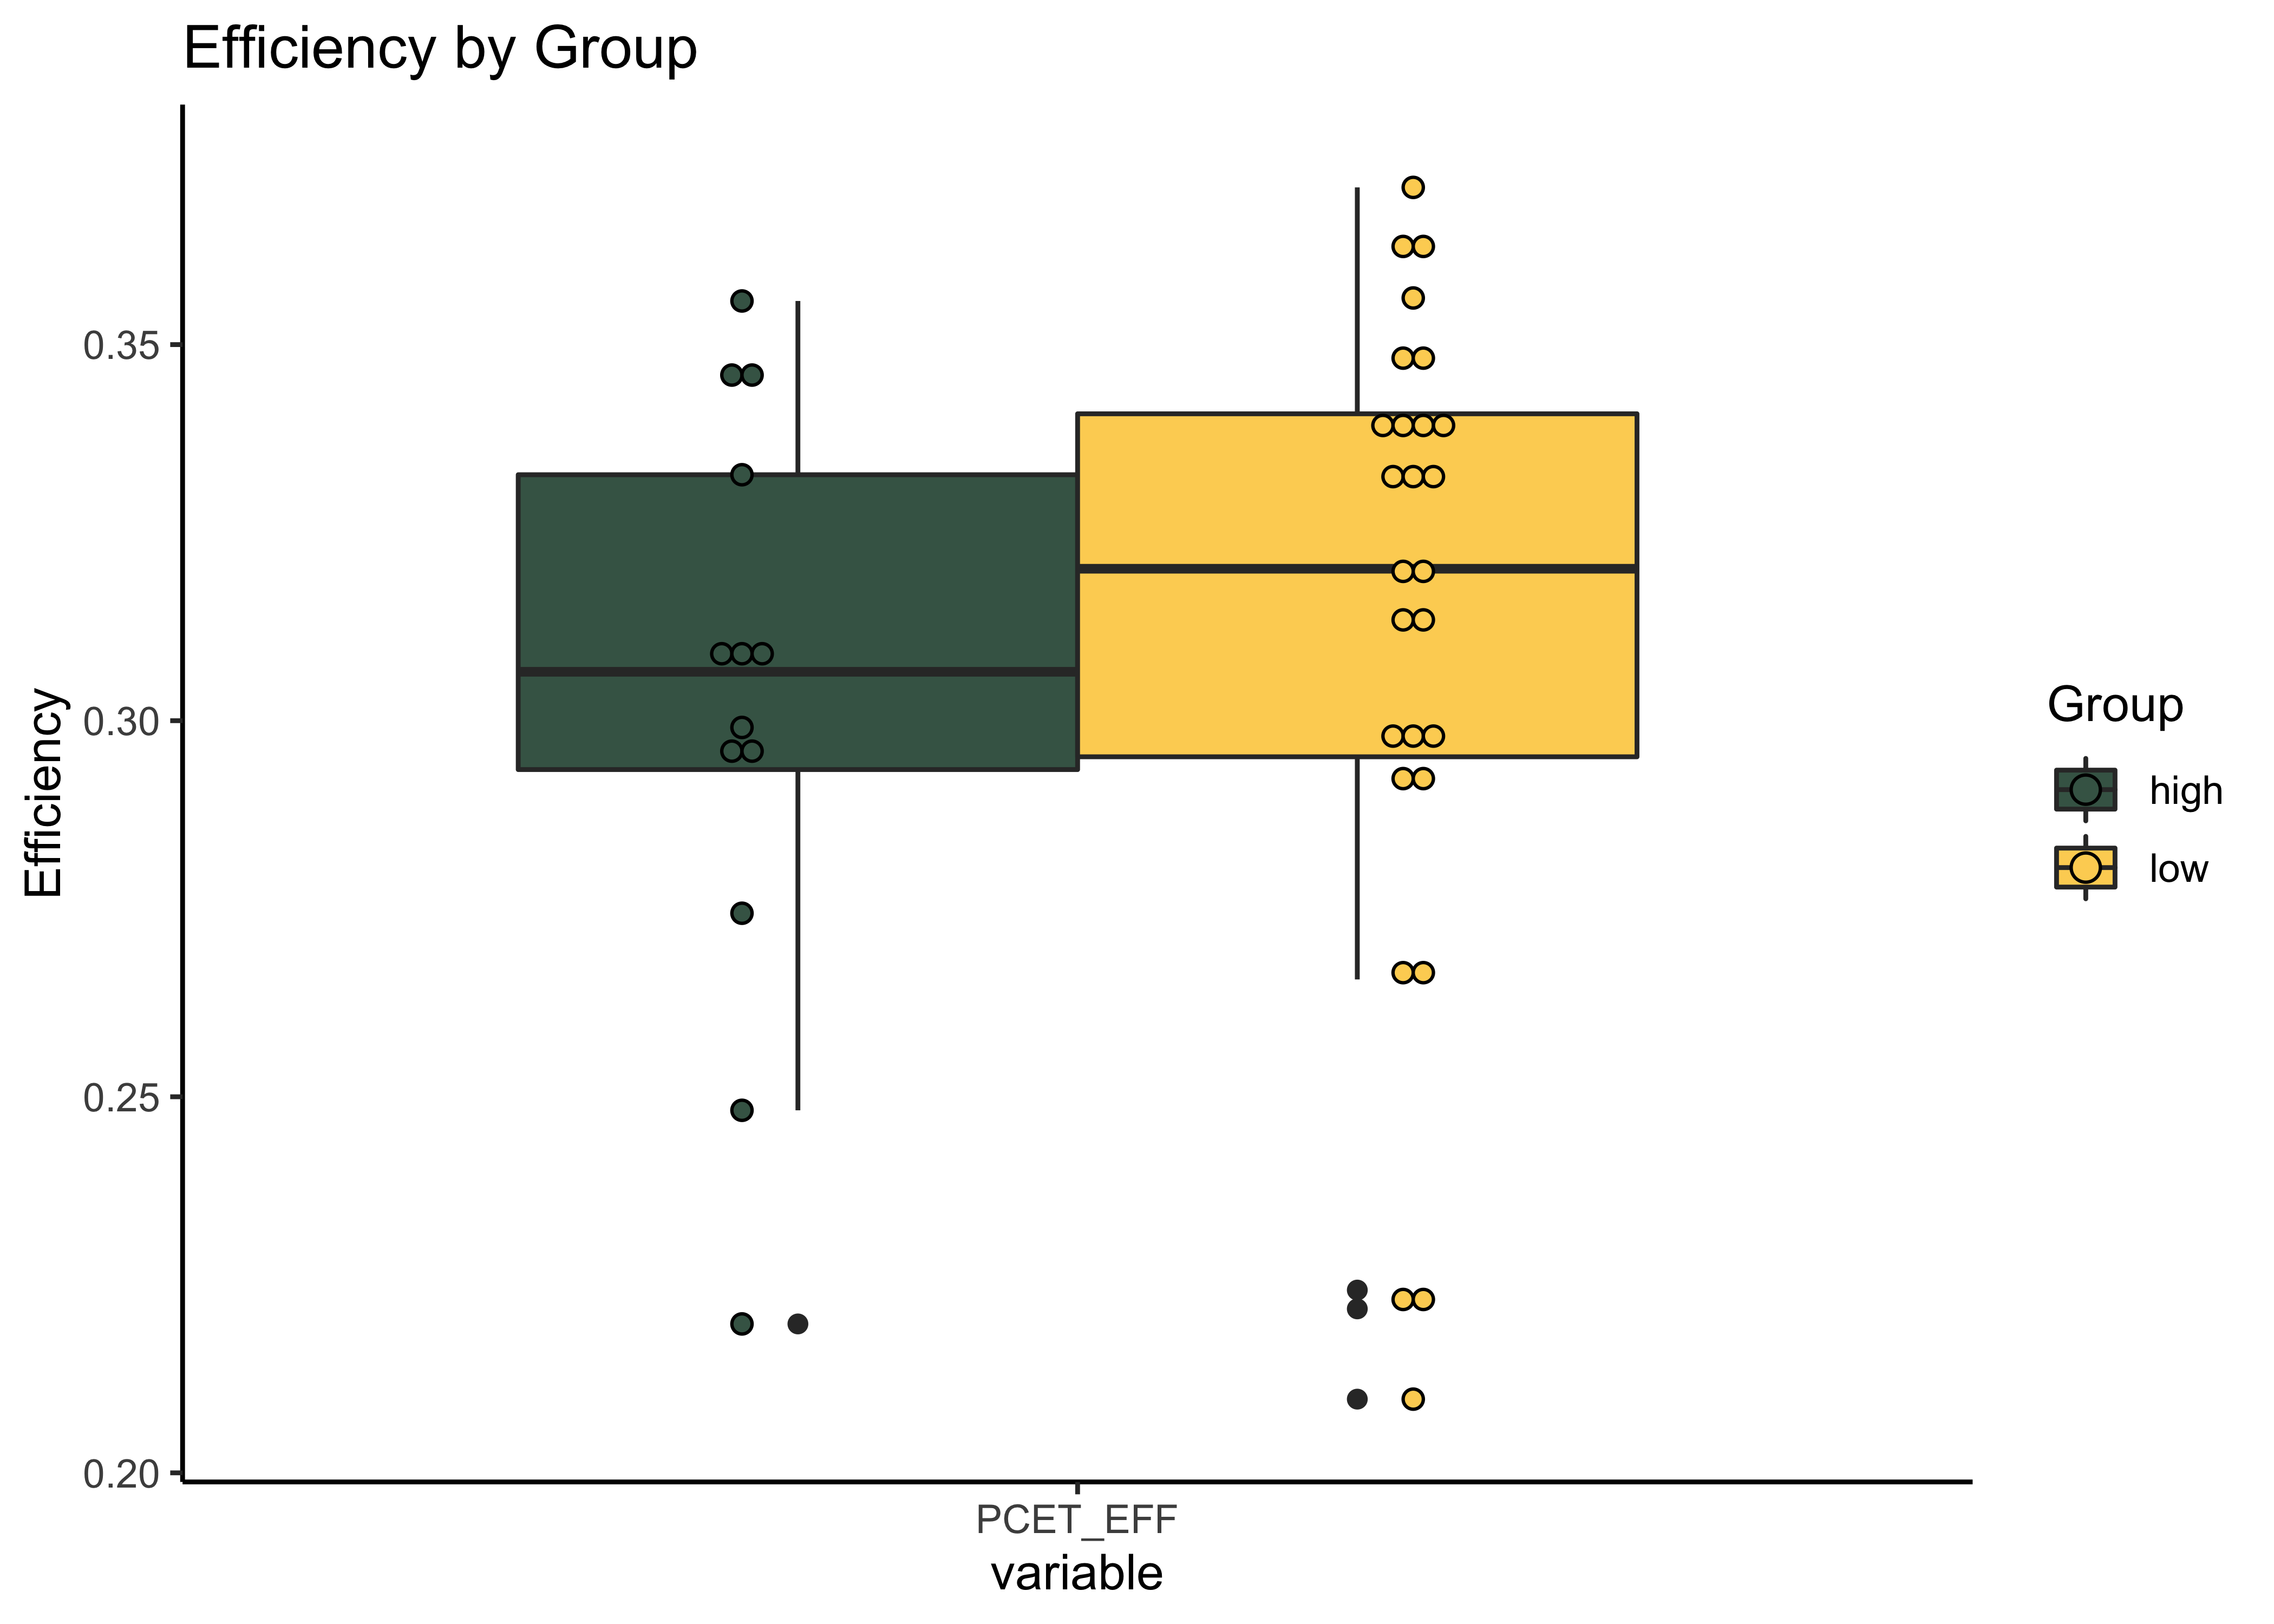 Efficiency by Group
Efficiency
0.35
0.30
0.25
0.20
PCET_EFF
variable
Group
high
low